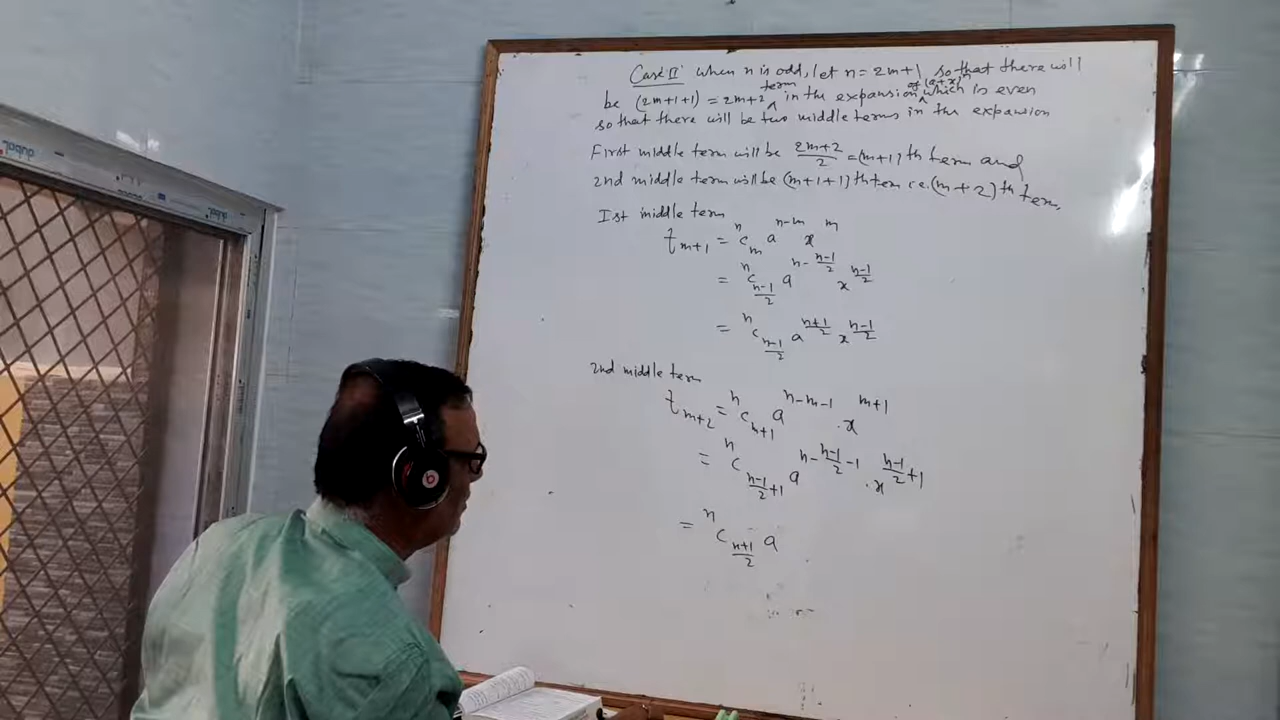 Case II when n is odd, let n = 2m+1 so that there will
be (2m+1+1) = 2m+2 term in the expansion of (a+x)^n which is even
so that there will be two middle terms in the expansion
First middle term will be (2m+2)/2 = (m+1)th term and
2nd middle term will be (m+1+1)th term i.e. (m+2)th term,
Ist middle term
t_{m+1} = ^nC_m a^{n-m} x^m
= ^nC_{(n-1)/2} a^{n-(n-1)/2} x^{(n-1)/2}
= ^nC_{(n-1)/2} a^{(n+1)/2} x^{(n-1)/2}
2nd middle term
t_{m+2} = ^nC_{m+1} a^{n-m-1} . x^{m+1}
= ^nC_{(n-1)/2+1} a^{n-(n-1)/2-1} . x^{(n-1)/2+1}
= ^nC_{(n+1)/2} a
dubal
dubal